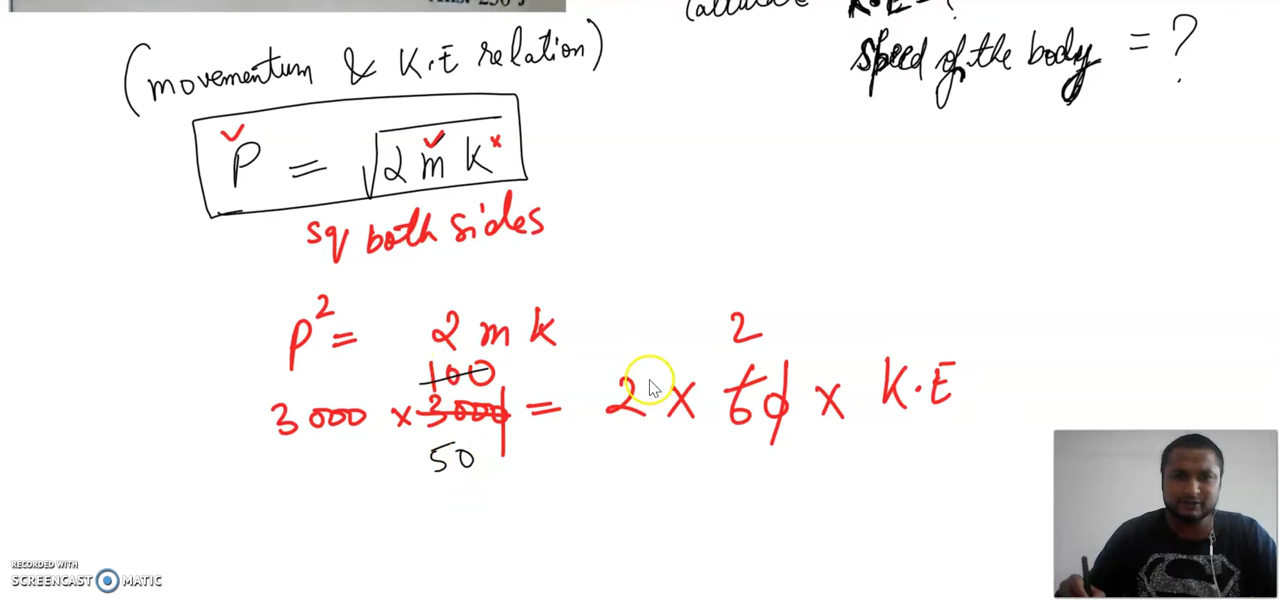 K.E = ?
(movementum & K.E relation)
speed of the body = ?
P = √2 m k
sq both sides
P² = 2 m k
2
100
3000 × 3000 = 2 × 60 × K.E
50
RECORDED WITH
SCREENCAST MATIC